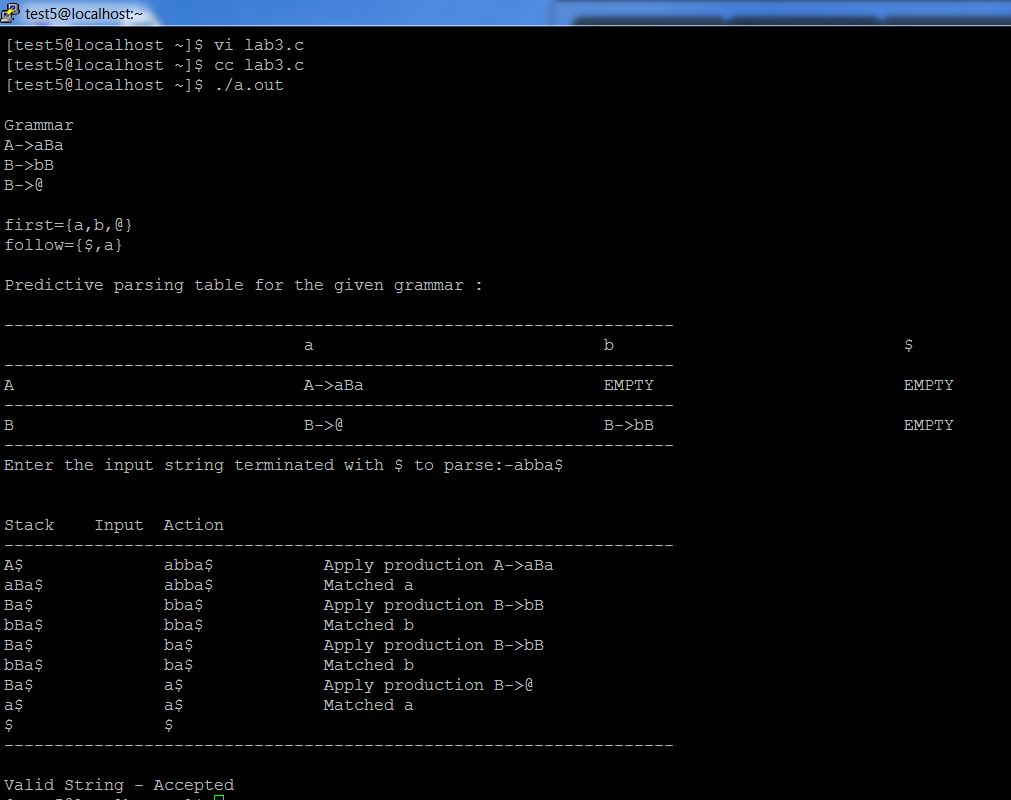 test5@localhost:~
[test5@localhost ~]$ vi lab3.c
[test5@localhost ~]$ cc lab3.c
[test5@localhost ~]$ ./a.out
Grammar
A->aBa
B->bB
B->@
first={a,b,@}
follow={$,a}
Predictive parsing table for the given grammar :
-------------------------------------------------------------------
a b $
-------------------------------------------------------------------
A A->aBa EMPTY EMPTY
-------------------------------------------------------------------
B B->@ B->bB EMPTY
-------------------------------------------------------------------
Enter the input string terminated with $ to parse:-abba$
Stack Input Action
-------------------------------------------------------------------
A$ abba$ Apply production A->aBa
aBa$ abba$ Matched a
Ba$ bba$ Apply production B->bB
bBa$ bba$ Matched b
Ba$ ba$ Apply production B->bB
bBa$ ba$ Matched b
Ba$ a$ Apply production B->@
a$ a$ Matched a
$ $
-------------------------------------------------------------------
Valid String - Accepted